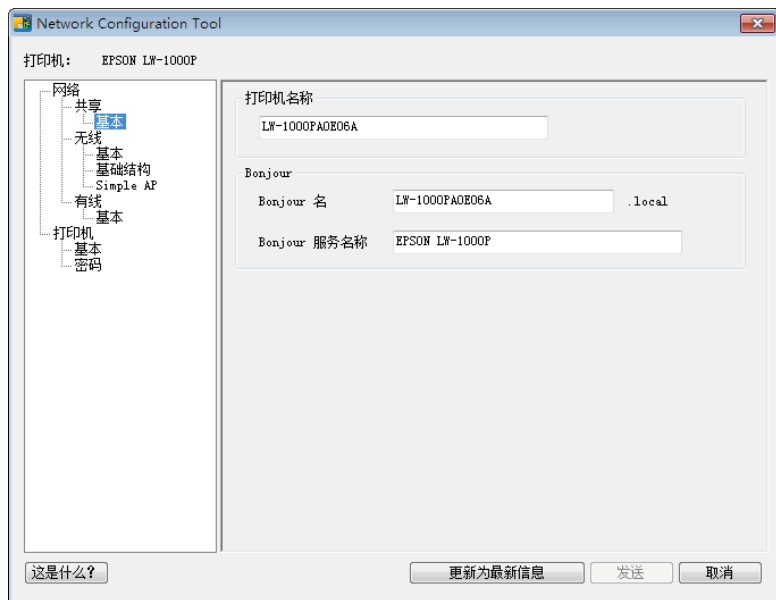 Network Configuration Tool
打印机： EPSON LW-1000P
网络
共享
基本
无线
基本
基础结构
Simple AP
有线
基本
打印机
基本
密码
打印机名称
LW-1000PA0E06A
Bonjour
Bonjour 名 LW-1000PA0E06A .local
Bonjour 服务名称 EPSON LW-1000P
这是什么？ 更新为最新信息 发送 取消